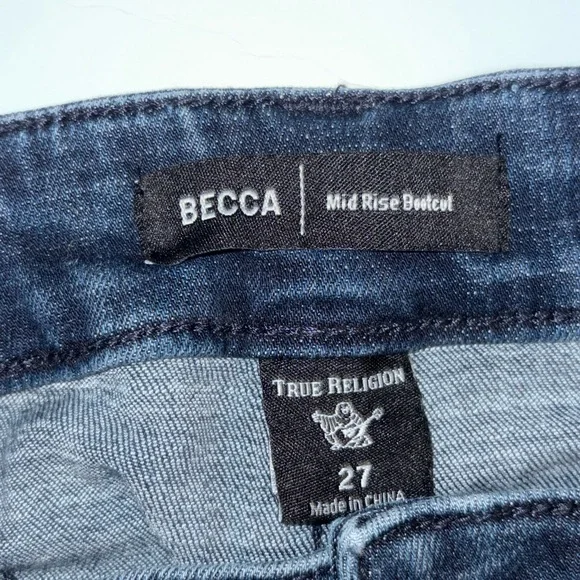 BECCA | Mid Rise Bootcut
TRUE RELIGION
27
Made in CHINA